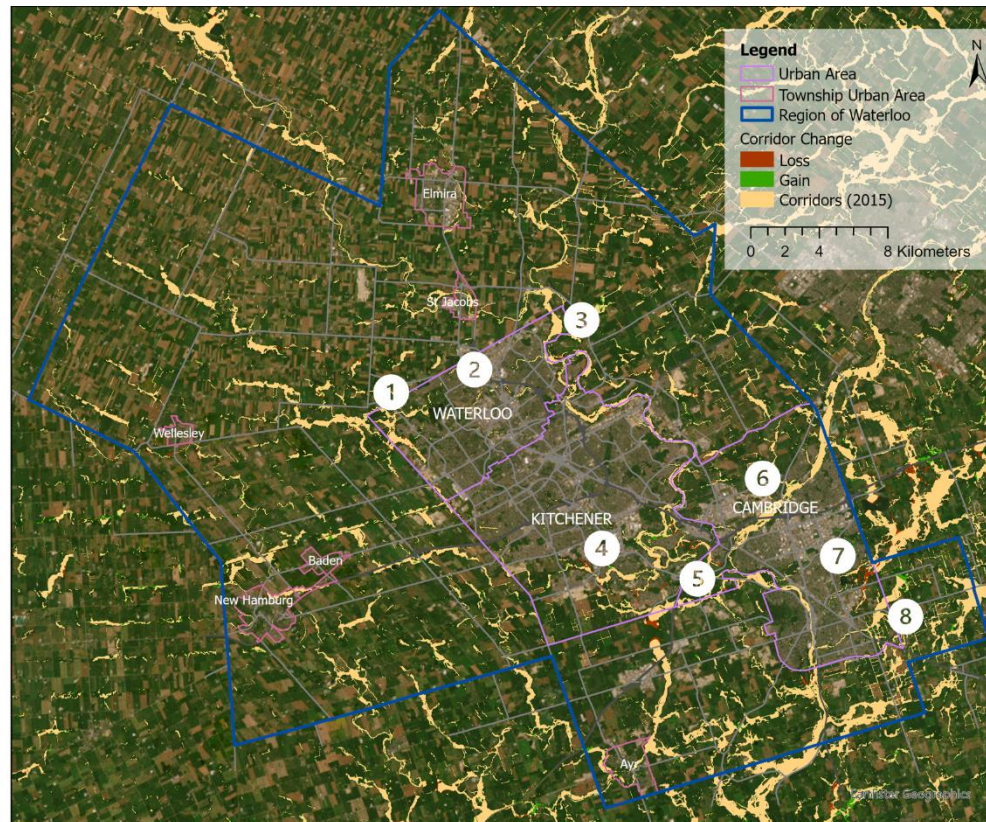 Legend
Urban Area
Township Urban Area
Region of Waterloo
Corridor Change
Loss
Gain
Corridors (2015)
0 2 4 8 Kilometers
N
Elmira
St Jacobs
3
2
1
WATERLOO
Wellesley
6
CAMBRIDGE
KITCHENER
4
7
Baden
5
New Hamburg
8
Ayr
Geographics